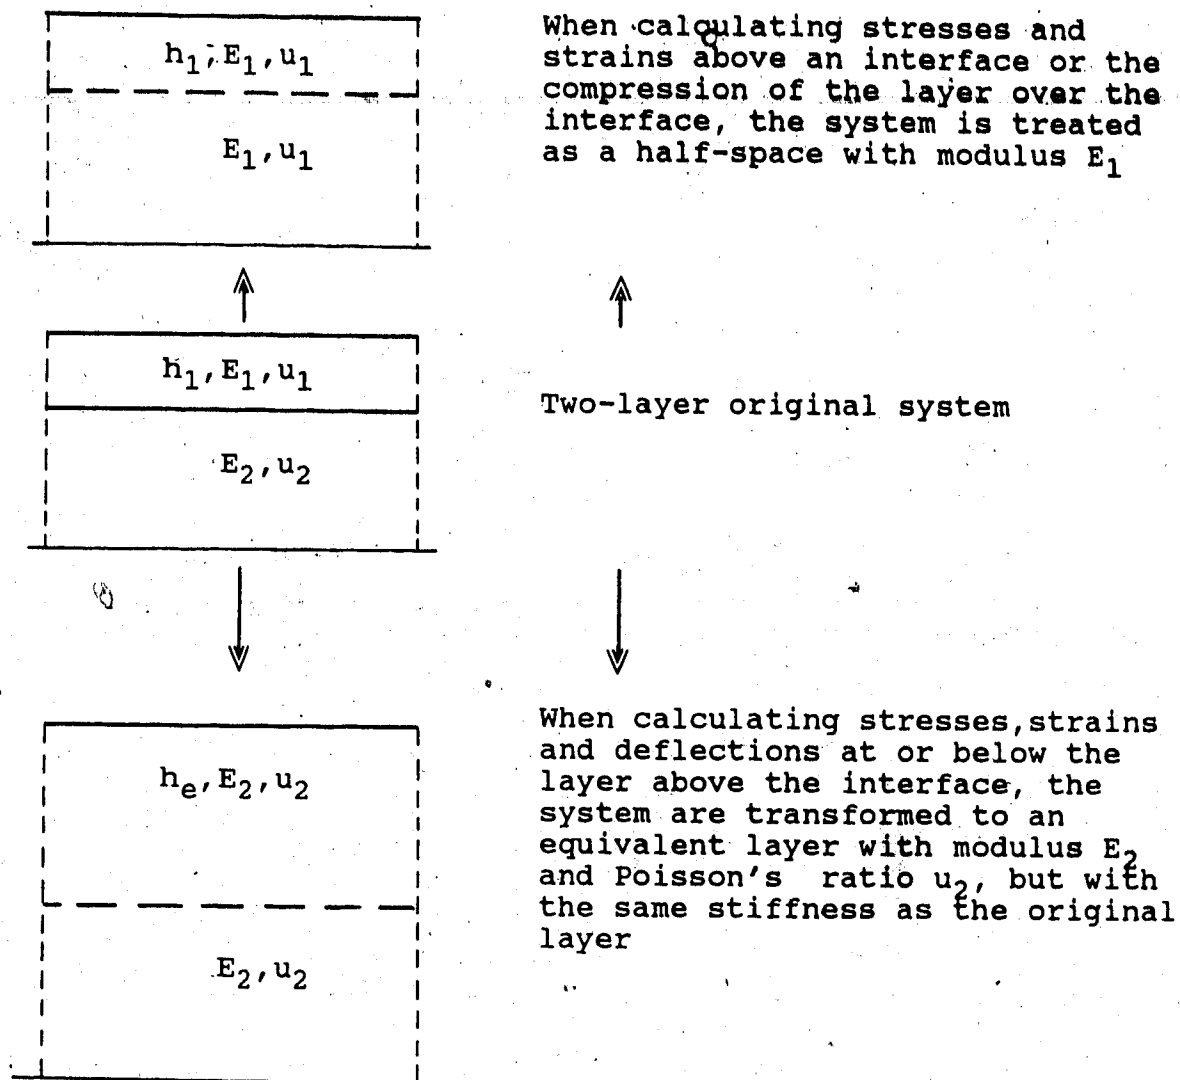 h₁, E₁, u₁
E₁, u₁
When calculating stresses and
strains above an interface or the
compression of the layer over the
interface, the system is treated
as a half-space with modulus E₁
h₁, E₁, u₁
E₂, u₂
Two-layer original system
hₑ, E₂, u₂
E₂, u₂
When calculating stresses, strains
and deflections at or below the
layer above the interface, the
system are transformed to an
equivalent layer with modulus E₂
and Poisson's ratio u₂, but with
the same stiffness as the original
layer